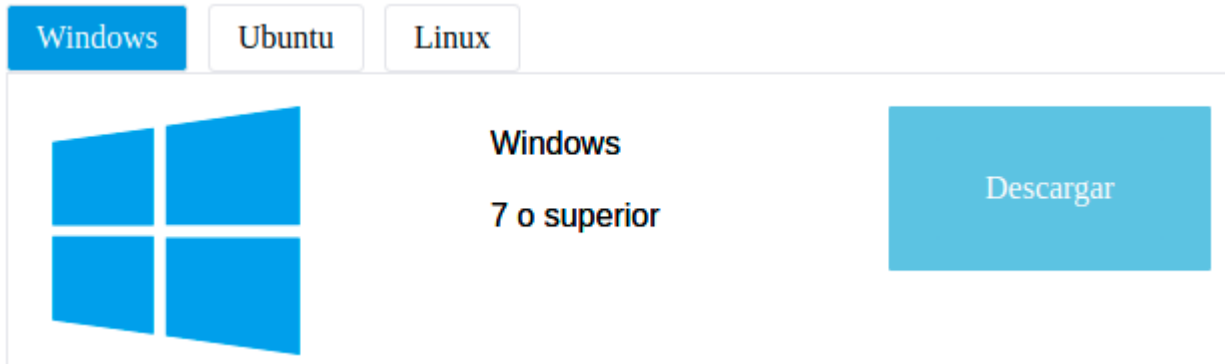 Windows
Ubuntu
Linux
Windows
7 o superior
Descargar